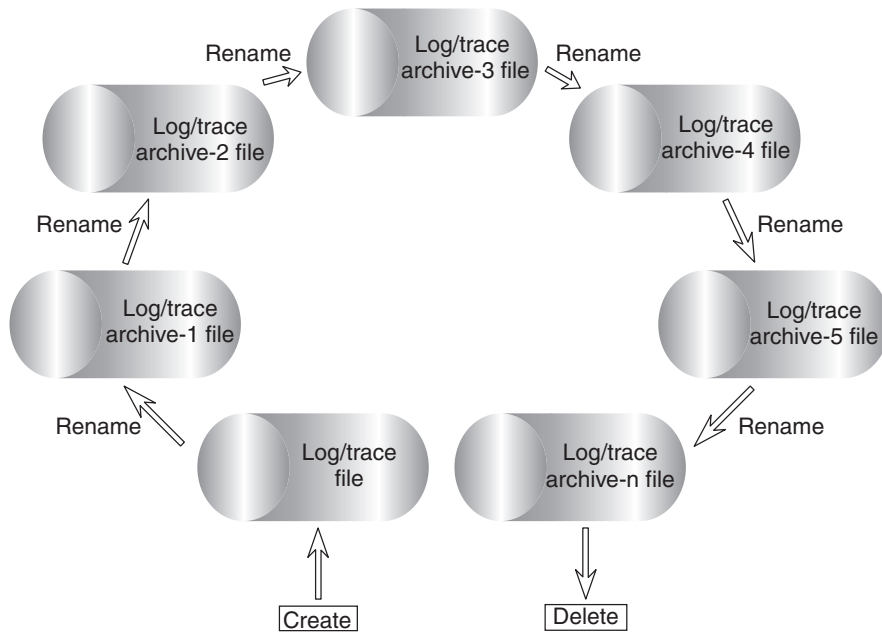 Rename
Log/trace
archive-3 file
Rename
Log/trace
archive-2 file
Log/trace
archive-4 file
Rename
Rename
Log/trace
archive-1 file
Log/trace
archive-5 file
Rename
Rename
Log/trace
file
Log/trace
archive-n file
Create
Delete